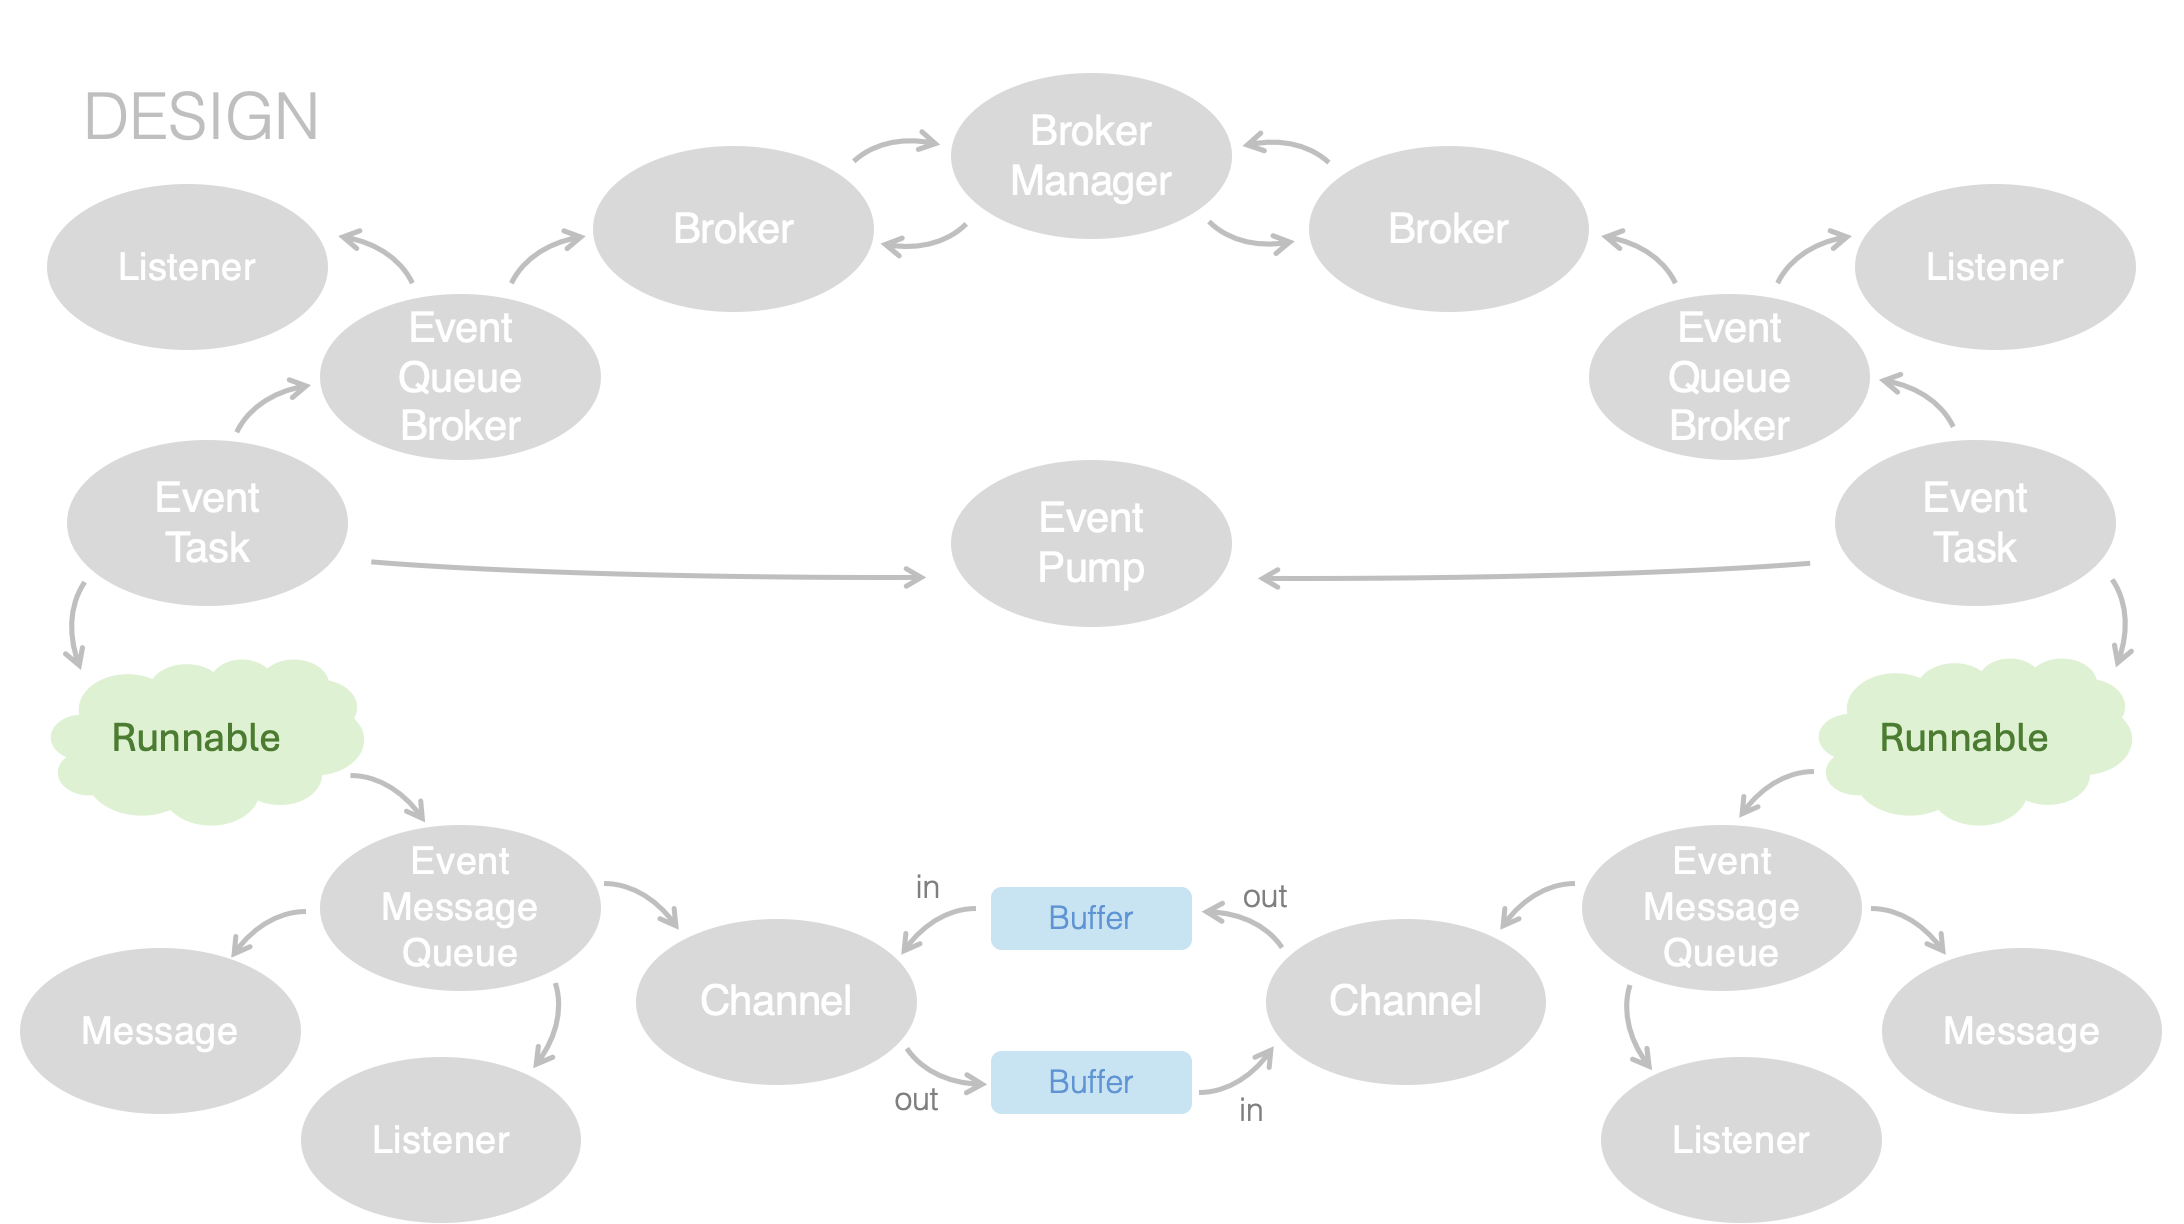 DESIGN
Broker
Manager
Broker
Broker
Listener
Listener
Event
Queue
Broker
Event
Queue
Broker
Event
Task
Event
Pump
Event
Task
Runnable
Runnable
Event
Message
Queue
Event
Message
Queue
in
Buffer
out
Channel
Channel
Message
Message
out
Buffer
in
Listener
Listener